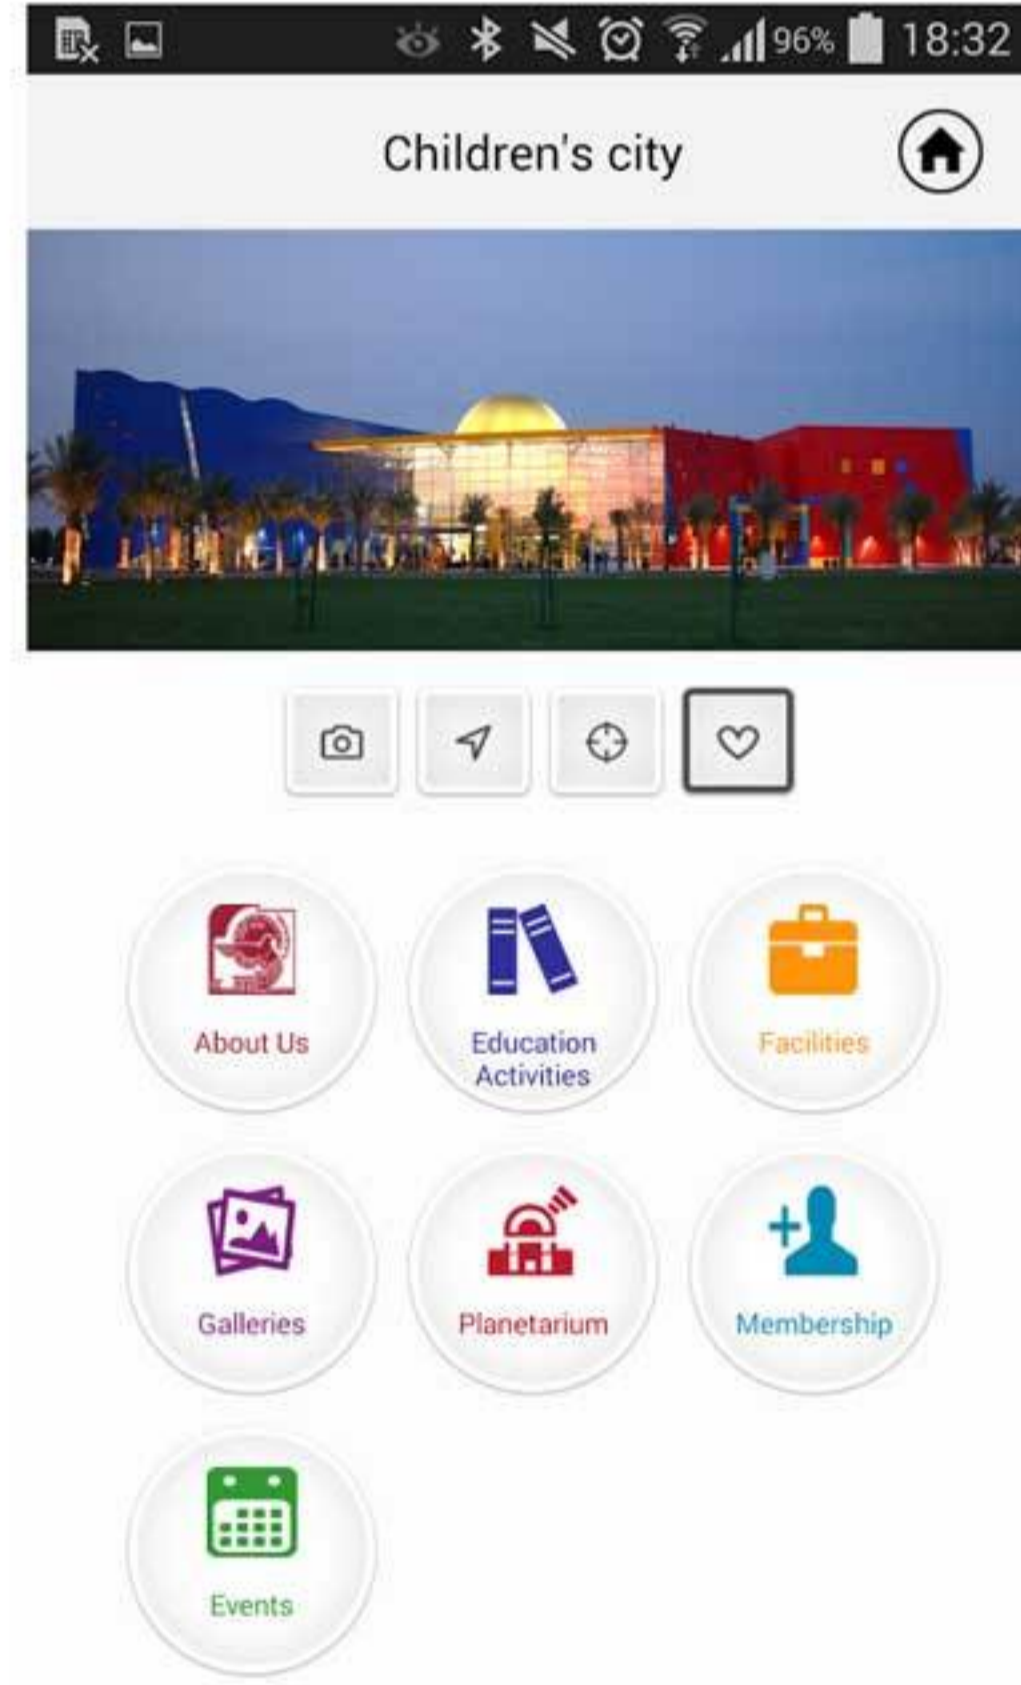 96% 18:32
Children's city
About Us
Education
Activities
Facilities
Galleries
Planetarium
Membership
Events